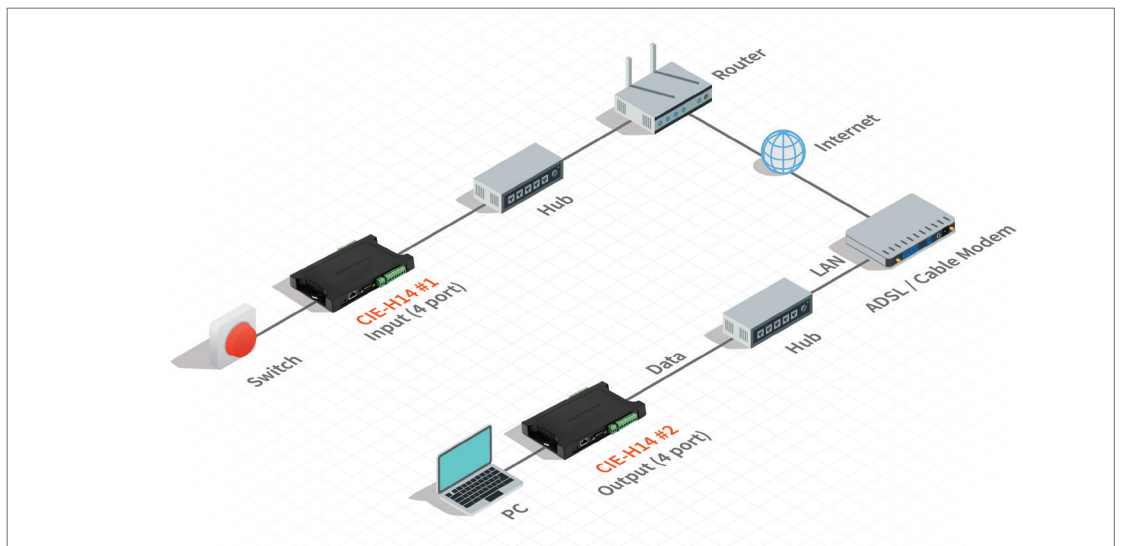 Router
Internet
Hub
CIE-H14 #1
Input (4 port)
Switch
LAN
ADSL / Cable Modem
Hub
Data
CIE-H14 #2
Output (4 port)
PC